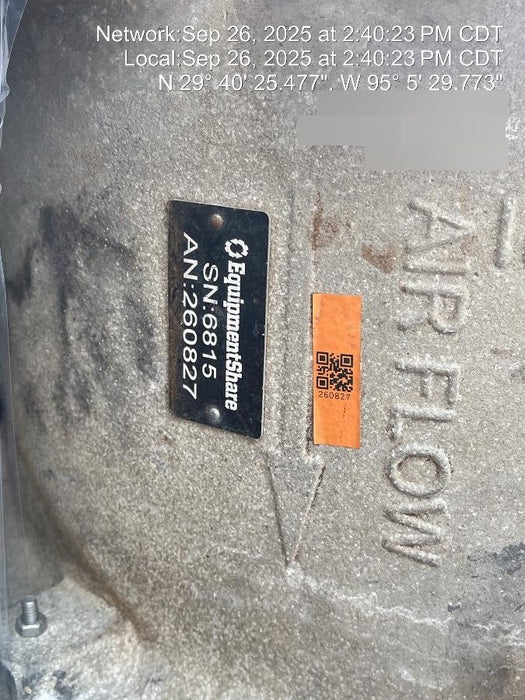 Network:Sep 26, 2025 at 2:40:23 PM CDT
Local:Sep 26, 2025 at 2:40:23 PM CDT
N 29° 40' 25.477", W 95° 5' 29.773"
EquipmentShare
SN:6815
AN:260827
260827
AIR FLOW